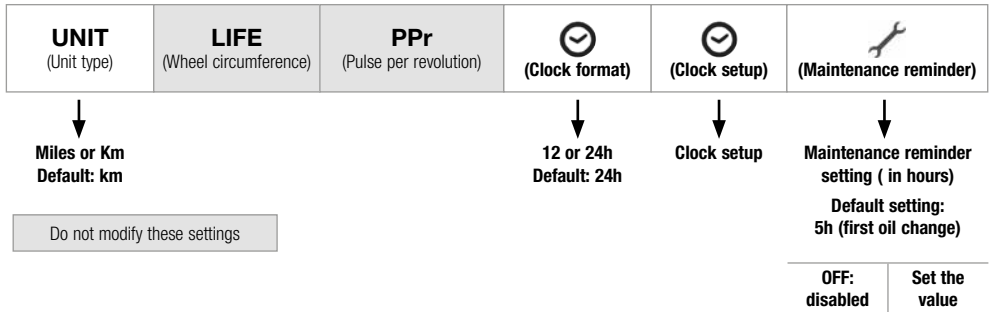 UNIT
(Unit type)
LIFE
(Wheel circumference)
PPr
(Pulse per revolution)
(Clock format)
(Clock setup)
(Maintenance reminder)
Miles or Km
Default: km
12 or 24h
Default: 24h
Clock setup
Maintenance reminder
setting ( in hours)
Default setting:
5h (first oil change)
Do not modify these settings
OFF:
disabled
Set the
value